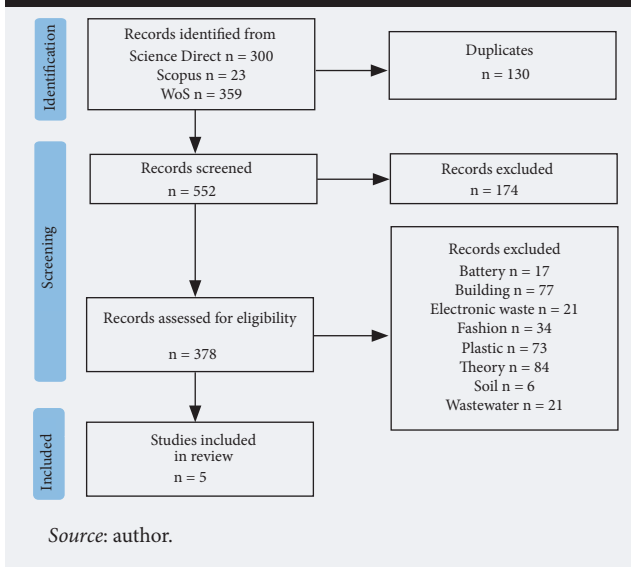 Identification
Records identified from
Science Direct n = 300
Scopus n = 23
WoS n = 359
Duplicates
n = 130
Screening
Records screened
n = 552
Records excluded
n = 174
Records assessed for eligibility
n = 378
Records excluded
Battery n = 17
Building n = 77
Electronic waste n = 21
Fashion n = 34
Plastic n = 73
Theory n = 84
Soil n = 6
Wastewater n = 21
Included
Studies included
in review
n = 5
Source: author.